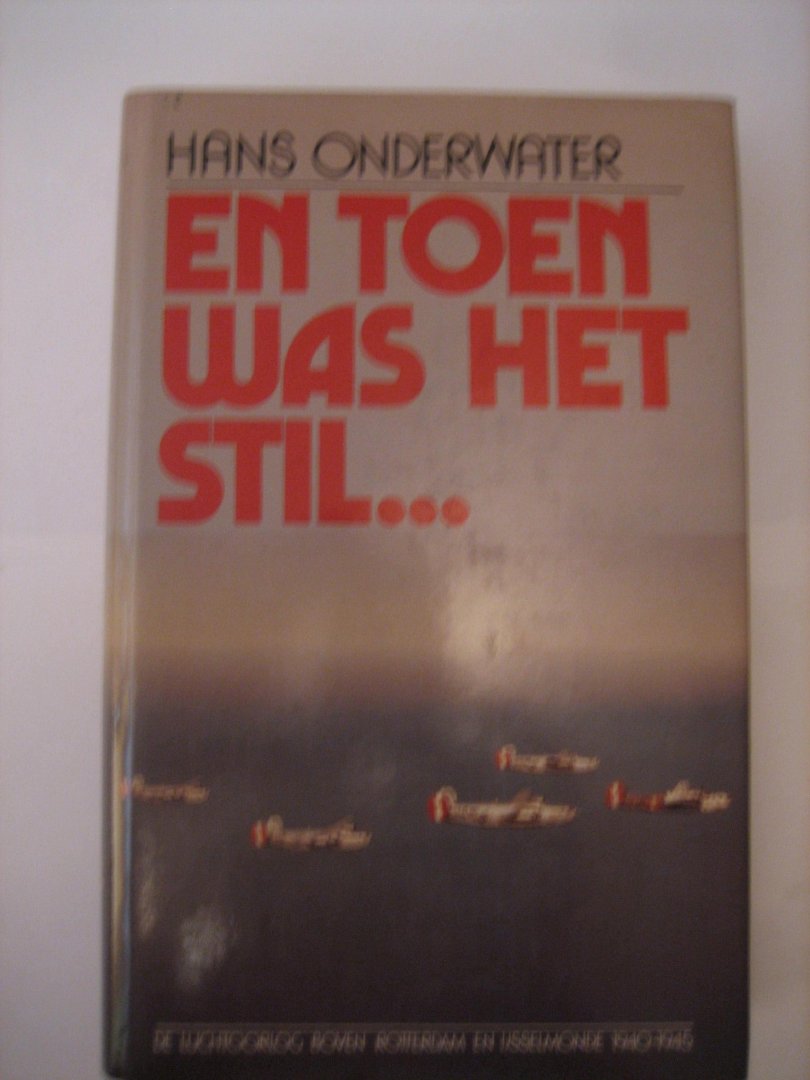 HANS ONDERWATER
EN TOEN
WAS HET
STIL...
DE LUCHTOORLOG BOVEN ROTTERDAM EN IJSSELMONDE 1940-1945